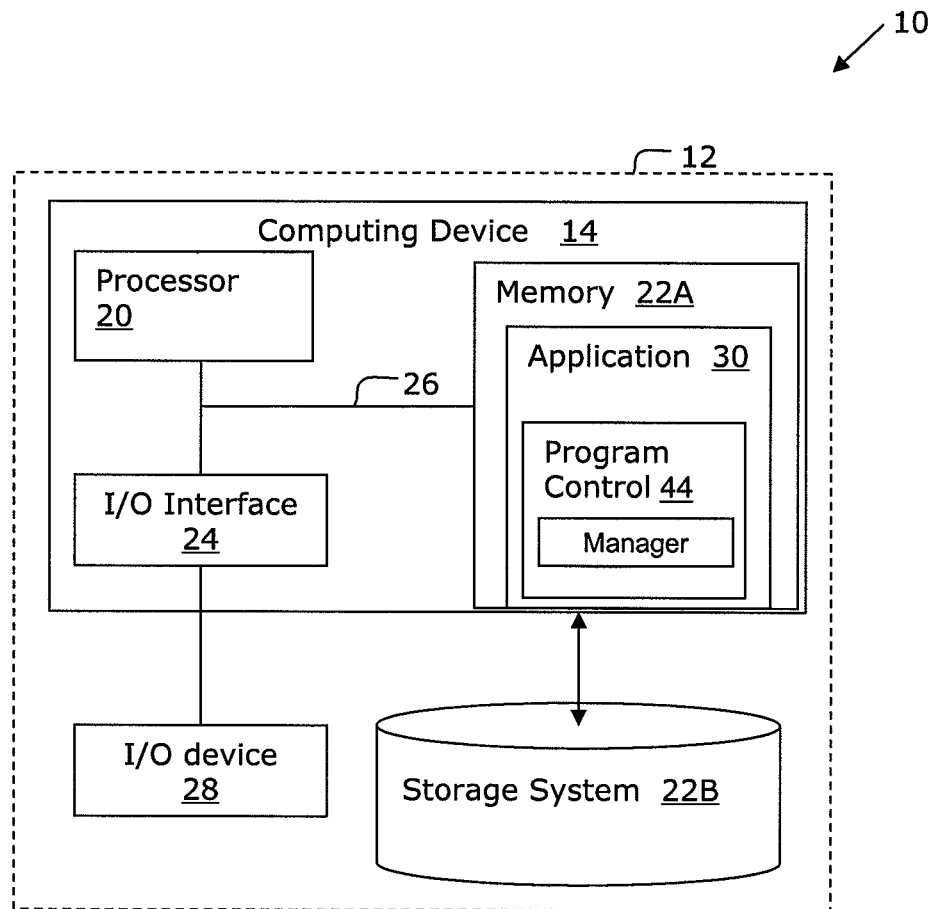 10
12
Computing Device 14
Processor
20
Memory 22A
Application 30
26
Program
Control 44
Manager
I/O Interface
24
I/O device
28
Storage System 22B